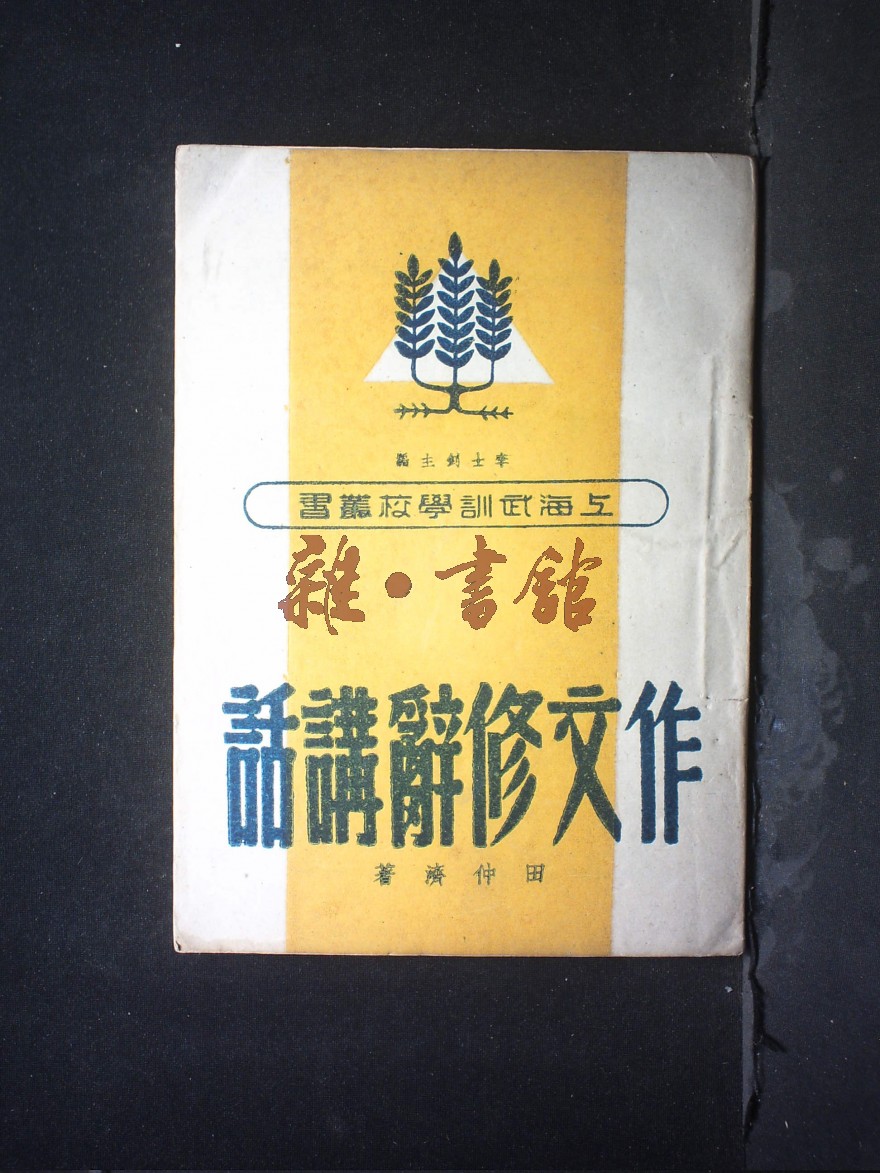 李士釗主編
上海武訓學校叢書
雜·書館
作文修辭講話
田仲濟著